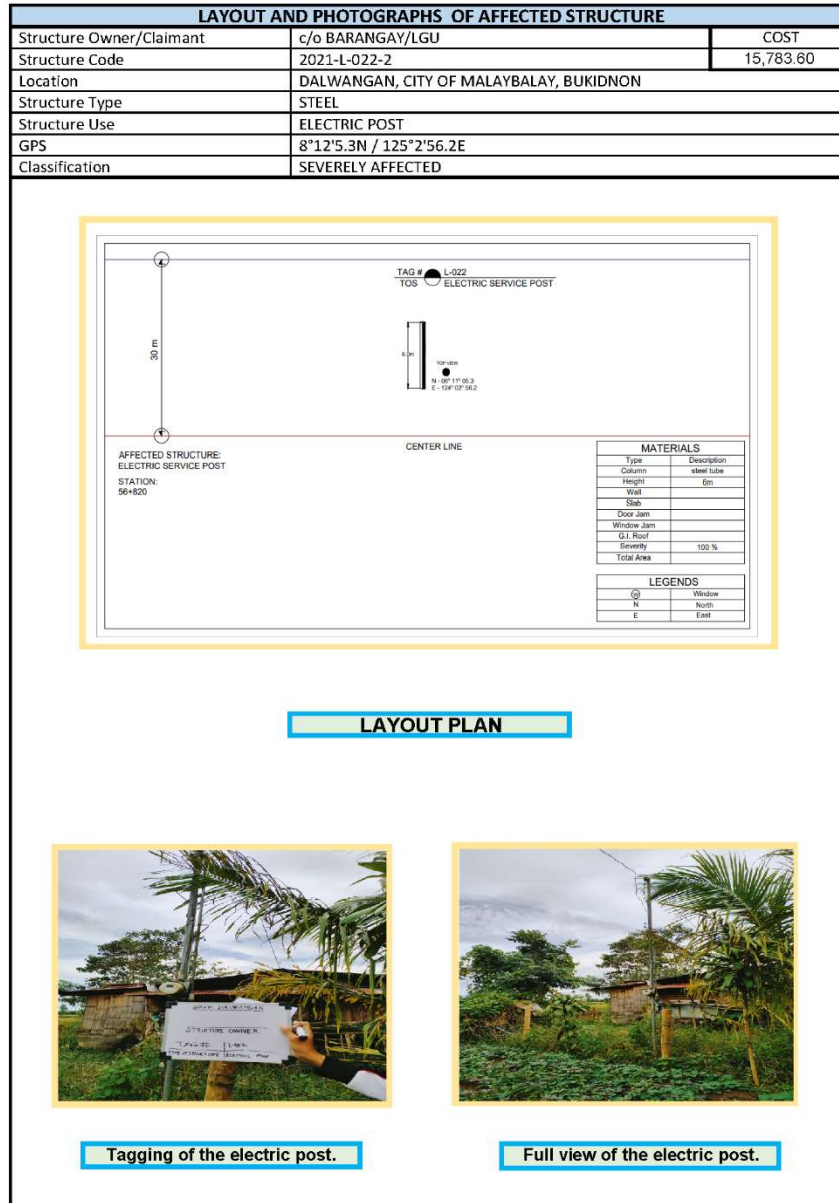 LAYOUT AND PHOTOGRAPHS OF AFFECTED STRUCTURE
Structure Owner/Claimant c/o BARANGAY/LGU COST
Structure Code 2021-L-022-2 15,783.60
Location DALWANGAN, CITY OF MALAYBALAY, BUKIDNON
Structure Type STEEL
Structure Use ELECTRIC POST
GPS 8°12'5.3N / 125°2'56.2E
Classification SEVERELY AFFECTED
TAG # L-022
TOS ELECTRIC SERVICE POST
30 m
TOP VIEW
N - 08° 11° 05.3
E - 124° 02° 56.2
CENTER LINE
AFFECTED STRUCTURE:
ELECTRIC SERVICE POST
STATION:
56+820
MATERIALS
Type Description
Column steel tube
Height 6m
Wall
Slab
Door Jam
Window Jam
G.I. Roof
Severity 100 %
Total Area
LEGENDS
W Window
N North
E East
LAYOUT PLAN
STRUCTURE OWNER
TYPE OF STRUCTURE
Tagging of the electric post.
Full view of the electric post.